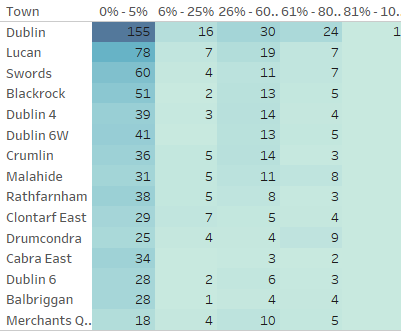 Town 0% - 5% 6% - 25% 26% - 60.. 61% - 80.. 81% - 10..
Dublin 155 16 30 24 1
Lucan 78 7 19 7
Swords 60 4 11 7
Blackrock 51 2 13 5
Dublin 4 39 3 14 4
Dublin 6W 41 13 5
Crumlin 36 5 14 3
Malahide 31 5 11 8
Rathfarnham 38 5 8 3
Clontarf East 29 7 5 4
Drumcondra 25 4 4 9
Cabra East 34 3 2
Dublin 6 28 2 6 3
Balbriggan 28 1 4 4
Merchants Q.. 18 4 10 5